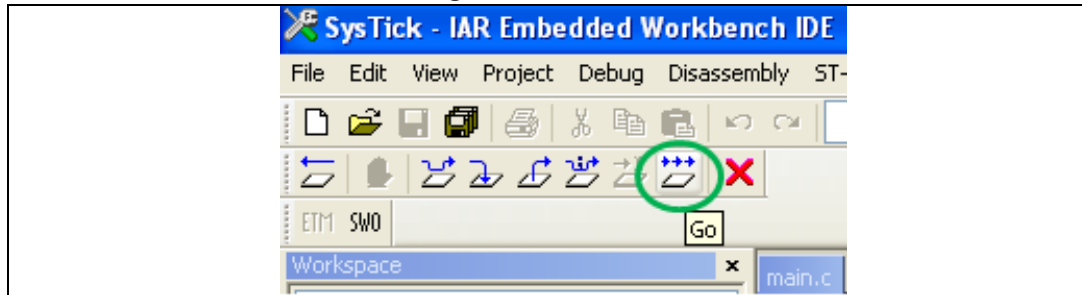 SysTick - IAR Embedded Workbench IDE
File Edit View Project Debug Disassembly ST-
ETM SWO
Go
Workspace
main.c